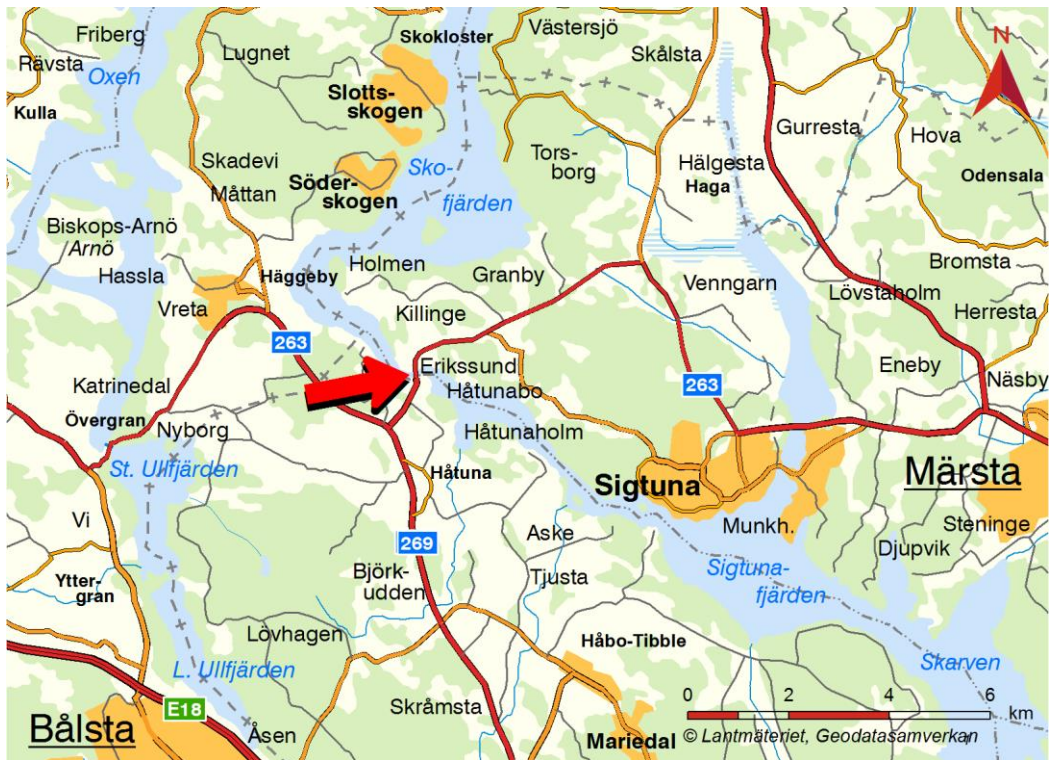 Friberg
Skokloster
Västersjö
N
Lugnet
Skålsta
Rävsta
Oxen
Slotts-
skogen
Kulla
Gurresta
Hova
Tors-
borg
Skadevi
Sko-
fjärden
Hälgesta
Haga
Odensala
Söder-
skogen
Måttan
Biskops-Arnö
Arnö
Bromsta
Hassla
Häggeby
Holmen
Granby
Venngarn
Lövstaholm
Vreta
Killinge
Herresta
263
Erikssund
Eneby
Näsby
Katrinedal
Håtunabo
263
Övergran
Nyborg
Håtunaholm
St. Ullfjärden
Håtuna
Sigtuna
Märsta
Vi
Aske
Munkh.
Steninge
269
Djupvik
Ytter-
gran
Björk-
udden
Tjusta
Sigtuna-
fjärden
Lövhagen
Håbo-Tibble
L. Ullfjärden
Skarven
E18
Skråmsta
0 2 4 6
km
Bålsta
Åsen
Mariedal
© Lantmäteriet, Geodatasamverkan